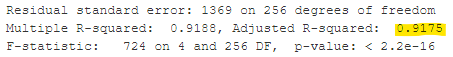 Residual standard error: 1369 on 256 degrees of freedom
Multiple R-squared:  0.9188, Adjusted R-squared:  0.9175
F-statistic:   724 on 4 and 256 DF,  p-value: < 2.2e-16